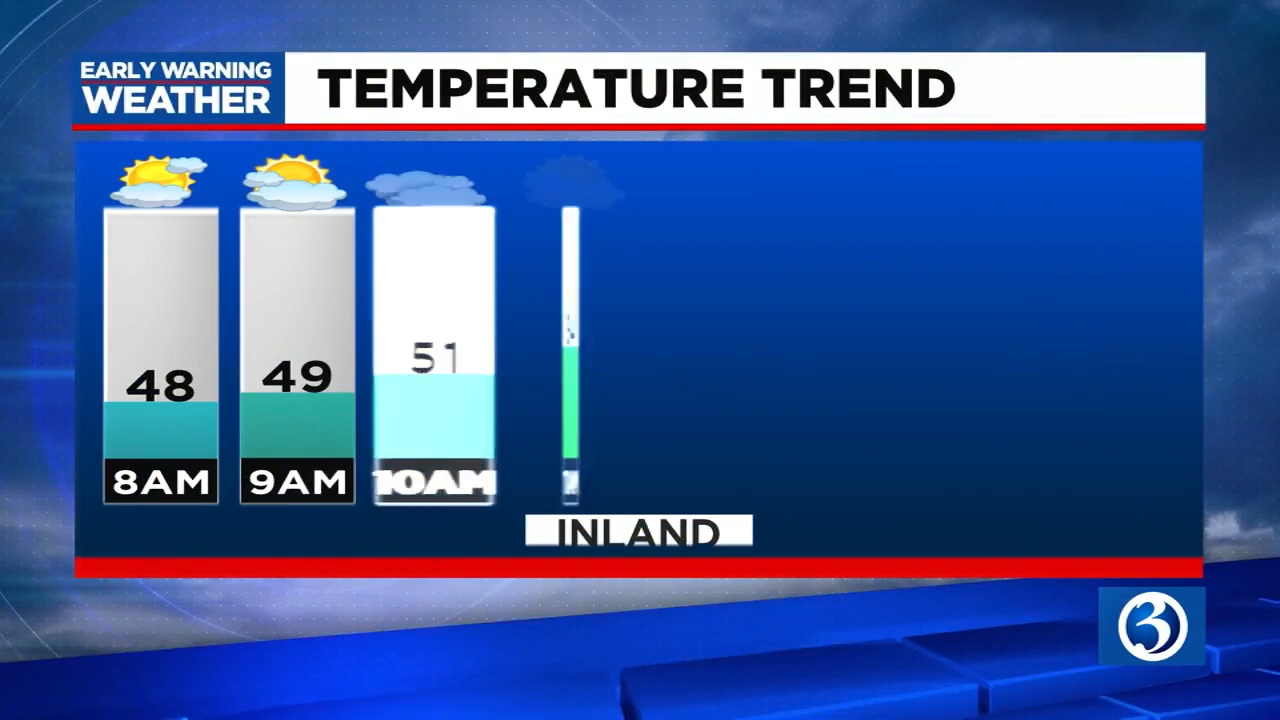 EARLY WARNING
WEATHER
TEMPERATURE TREND
48
49
51
8AM
9AM
10AM
INLAND
3